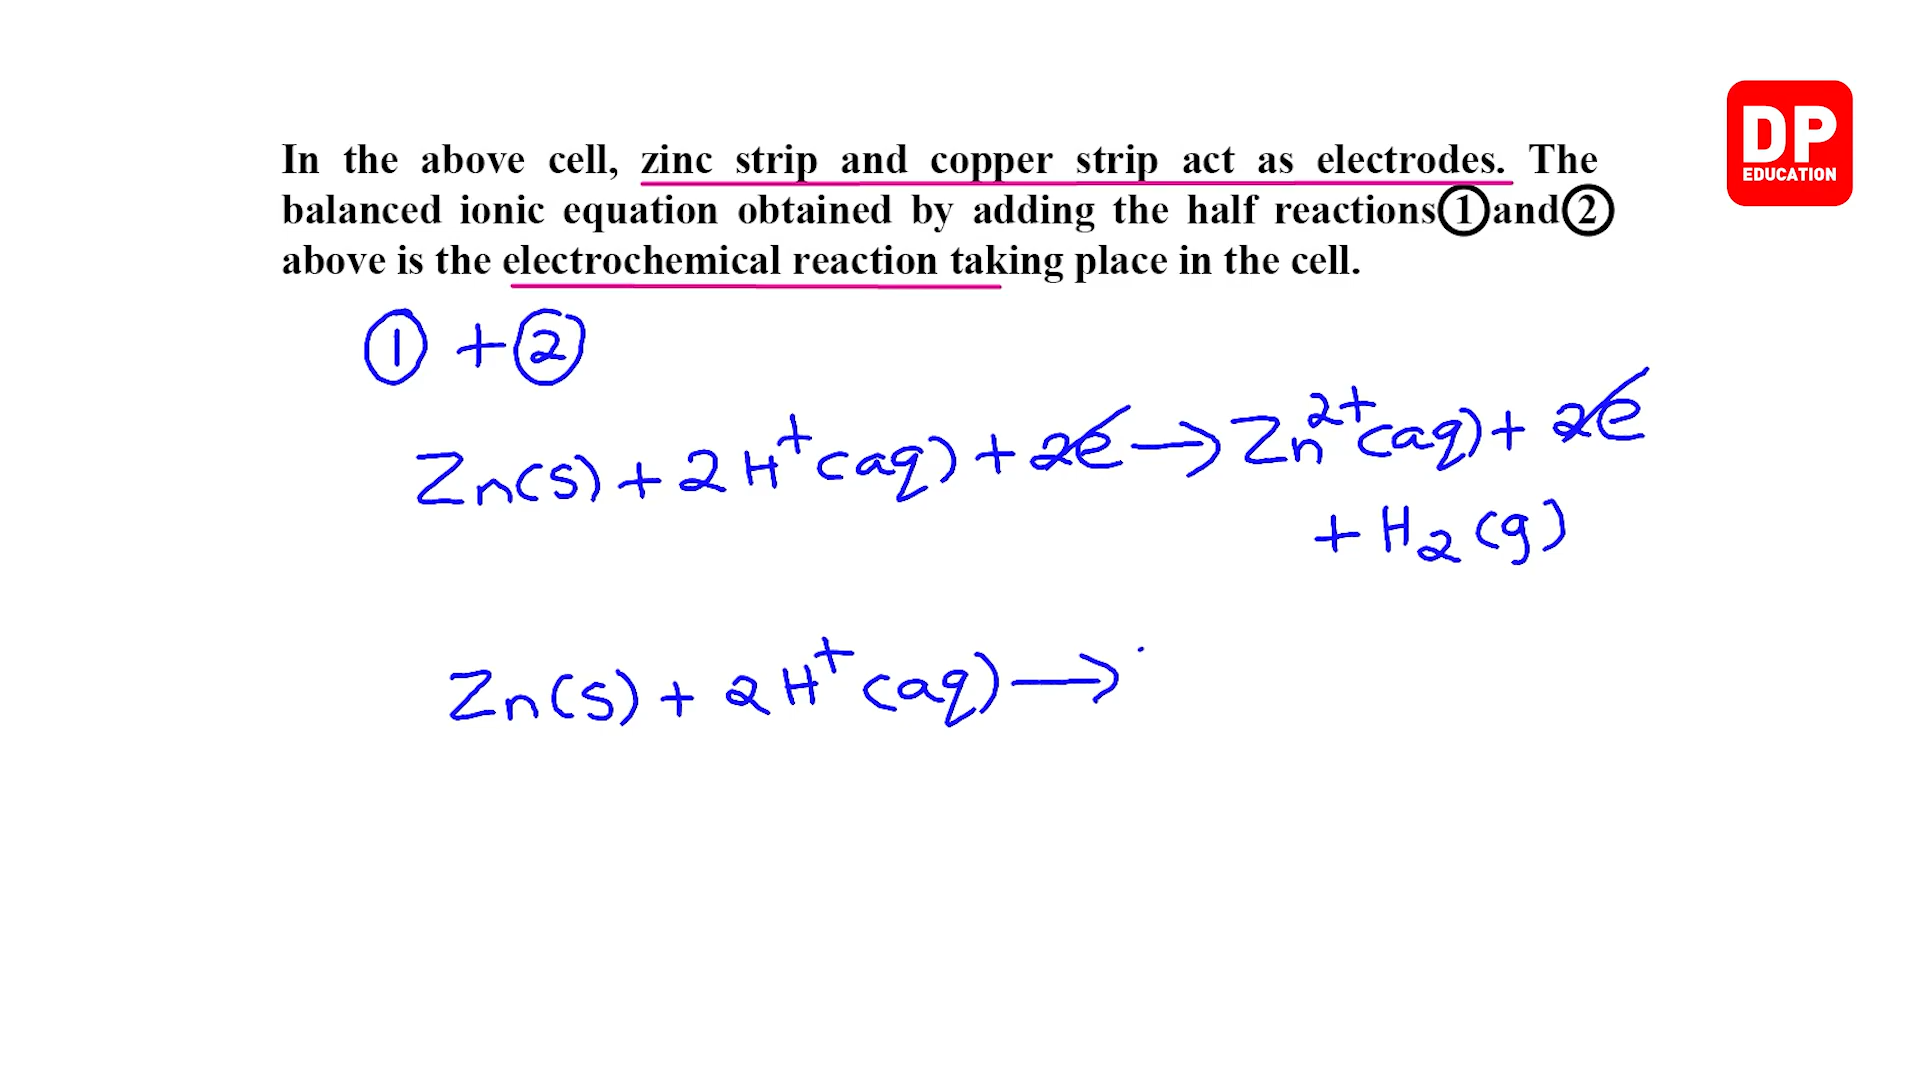 DP
EDUCATION
In the above cell, zinc strip and copper strip act as electrodes. The
balanced ionic equation obtained by adding the half reactions ① and ②
above is the electrochemical reaction taking place in the cell.
① + ②
Zn(s) + 2H⁺(aq) + 2e → Zn²⁺(aq) + 2e
+ H₂(g)
Zn(s) + 2H⁺(aq) →